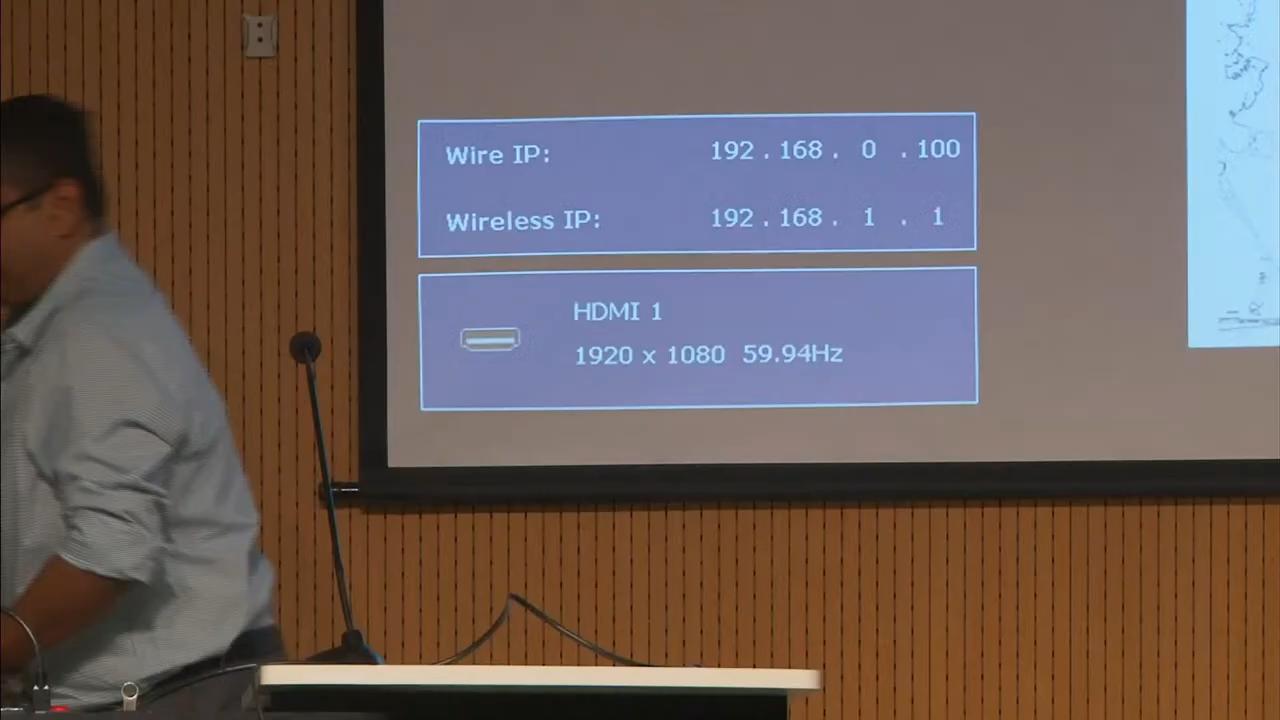 Wire IP: 192 . 168 . 0 . 100
Wireless IP: 192 . 168 . 1 . 1
HDMI 1
1920 x 1080 59.94Hz